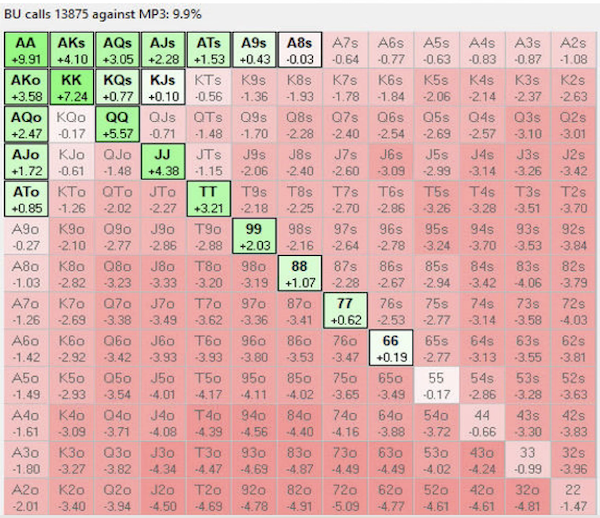 BU calls 13875 against MP3: 9.9%
AA AKs AQs AJs ATs A9s A8s A7s A6s A5s A4s A3s A2s
+9.91 +4.10 +3.05 +2.28 +1.53 +0.43 -0.03 -0.64 -0.77 -0.63 -0.83 -0.87 -1.08
AKo KK KQs KJs KTs K9s K8s K7s K6s K5s K4s K3s K2s
+3.58 +7.24 +0.77 +0.10 -0.56 -1.36 -1.93 -1.78 -1.84 -2.06 -2.14 -2.37 -2.63
AQo KQo QQ QJs QTs Q9s Q8s Q7s Q6s Q5s Q4s Q3s Q2s
+2.47 -0.17 +5.57 -0.71 -1.48 -1.70 -2.28 -2.40 -2.54 -2.69 -2.57 -3.10 -3.01
AJo KJo QJo JJ JTs J9s J8s J7s J6s J5s J4s J3s J2s
+1.72 -0.61 -1.48 +4.38 -1.15 -2.06 -2.40 -2.60 -3.09 -2.99 -3.14 -3.26 -3.42
ATo KTo QTo JTo TT T9s T8s T7s T6s T5s T4s T3s T2s
+0.85 -1.26 -2.02 -2.27 +3.21 -2.18 -2.25 -2.70 -2.86 -3.26 -3.28 -3.51 -3.70
A9o K9o Q9o J9o T9o 99 98s 97s 96s 95s 94s 93s 92s
-0.27 -2.10 -2.77 -2.86 -2.88 +2.03 -2.16 -2.64 -2.78 -3.24 -3.70 -3.53 -3.84
A8o K8o Q8o J8o T8o 98o 88 87s 86s 85s 84s 83s 82s
-1.03 -2.82 -3.23 -3.33 -3.20 -3.19 +1.07 -2.28 -2.67 -2.94 -3.42 -4.06 -3.79
A7o K7o Q7o J7o T7o 97o 87o 77 76s 75s 74s 73s 72s
-1.26 -2.69 -3.38 -3.49 -3.62 -3.36 -3.41 +0.62 -2.53 -2.77 -3.14 -3.58 -4.03
A6o K6o Q6o J6o T6o 96o 86o 76o 66 65s 64s 63s 62s
-1.42 -2.92 -3.42 -3.93 -3.93 -3.80 -3.53 -3.47 +0.19 -2.77 -3.13 -3.55 -3.81
A5o K5o Q5o J5o T5o 95o 85o 75o 65o 55 54s 53s 52s
-1.49 -2.93 -3.54 -4.01 -4.17 -4.11 -4.02 -3.65 -3.49 -0.17 -2.86 -3.28 -3.63
A4o K4o Q4o J4o T4o 94o 84o 74o 64o 54o 44 43s 42s
-1.61 -3.09 -3.71 -4.08 -4.39 -4.56 -4.40 -4.16 -3.88 -3.72 -0.66 -3.30 -3.83
A3o K3o Q3o J3o T3o 93o 83o 73o 63o 53o 43o 33 32s
-1.80 -3.27 -3.82 -4.34 -4.47 -4.69 -4.87 -4.49 -4.49 -4.02 -4.24 -0.99 -3.96
A2o K2o Q2o J2o T2o 92o 82o 72o 62o 52o 42o 32o 22
-2.01 -3.40 -3.94 -4.50 -4.69 -4.78 -4.91 -5.09 -4.77 -4.61 -4.61 -4.81 -1.47